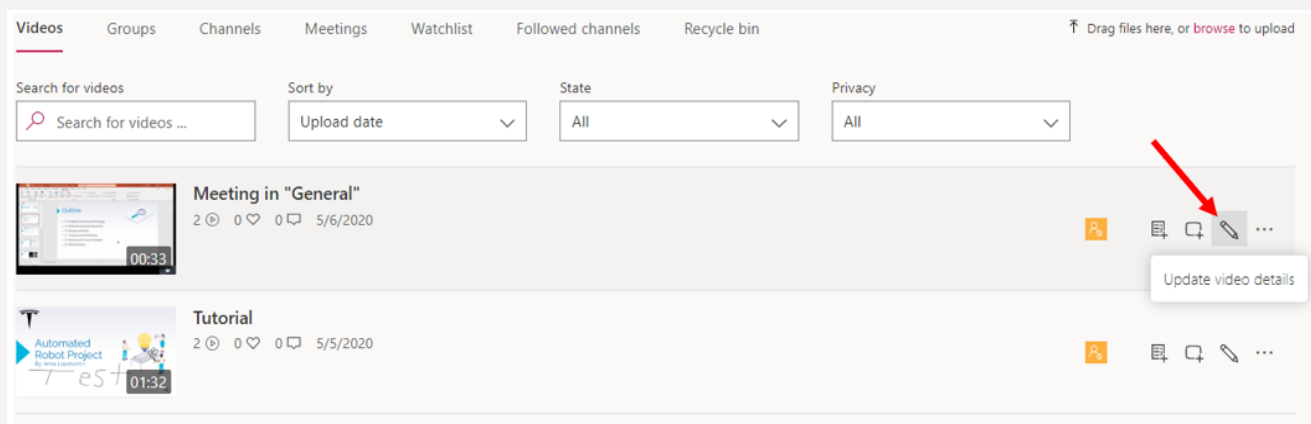 Videos Groups Channels Meetings Watchlist Followed channels Recycle bin Drag files here, or browse to upload
Search for videos Sort by State Privacy
Search for videos ... Upload date All All
Outline
00:33
Meeting in "General"
2 0 0 5/6/2020
Update video details
Automated
Robot Project
Test
01:32
Tutorial
2 0 0 5/5/2020